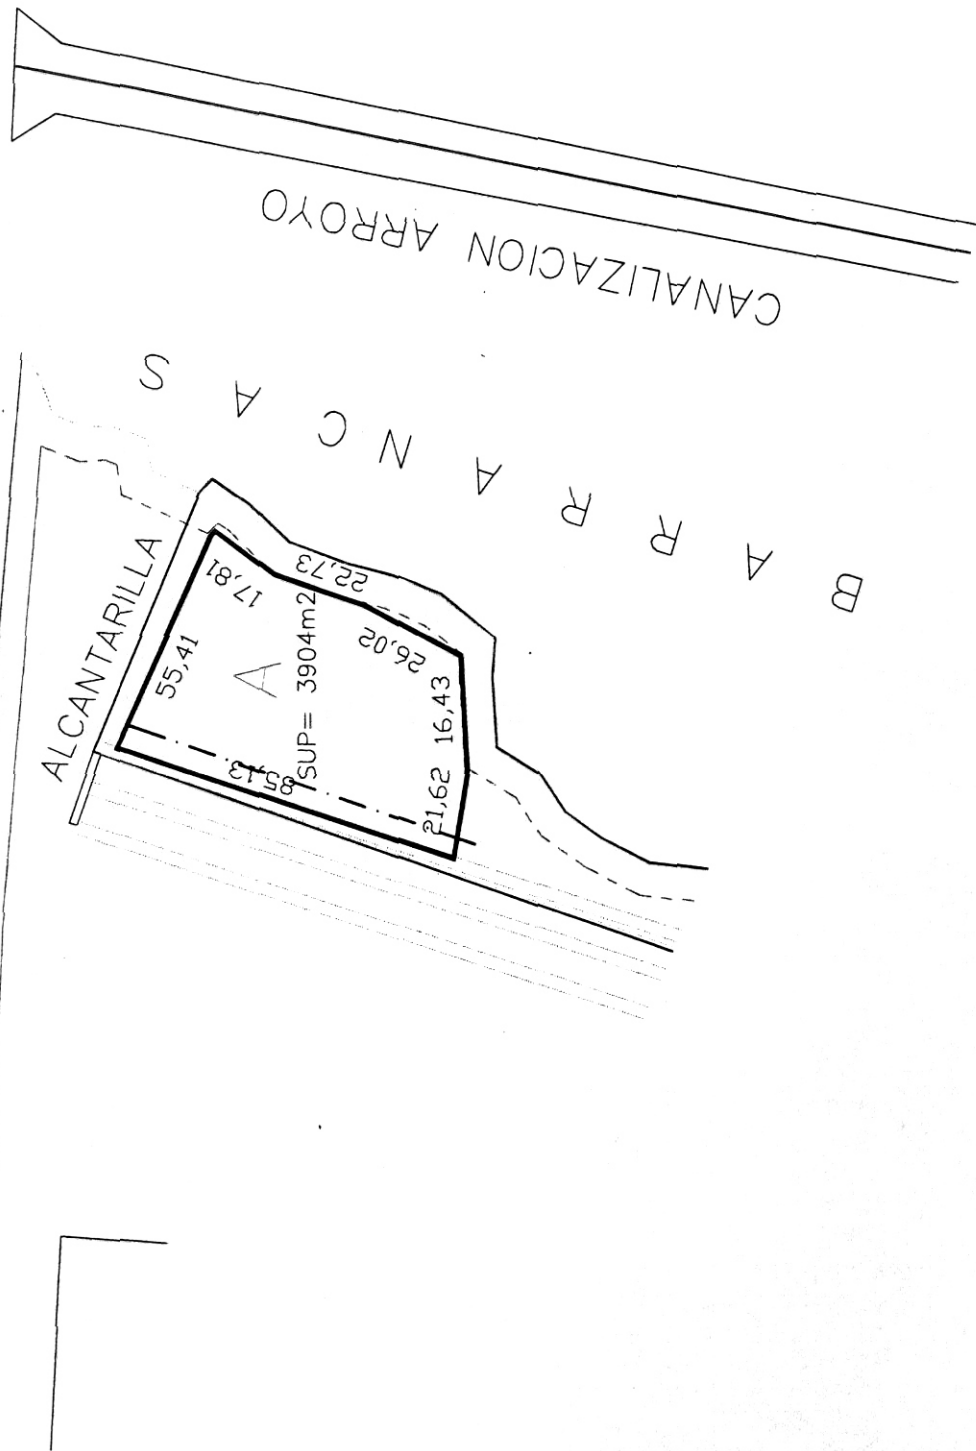 CANALIZACION ARROYO
BARRANCAS
ALCANTARILLA
17,81
22,73
55,41
A
SUP= 3904m2
26,02
16,43
85,13
21,62